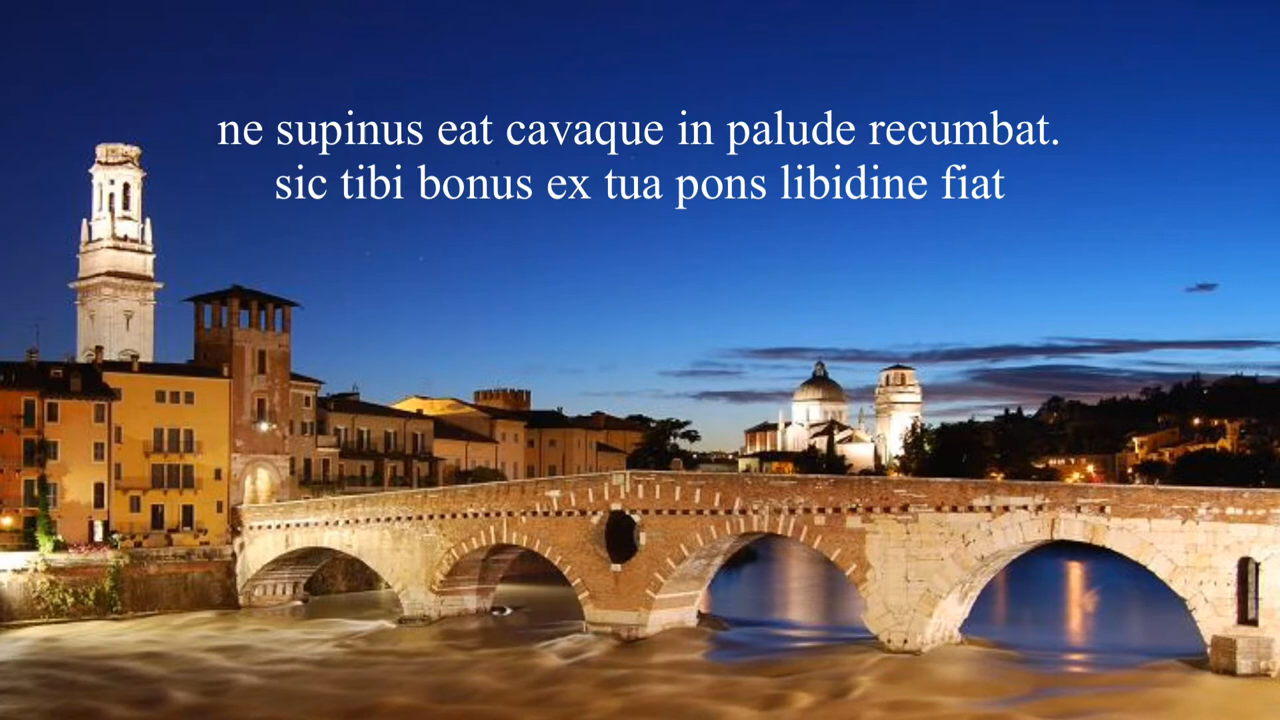 ne supinus eat cavaque in palude recumbat.
sic tibi bonus ex tua pons libidine fiat